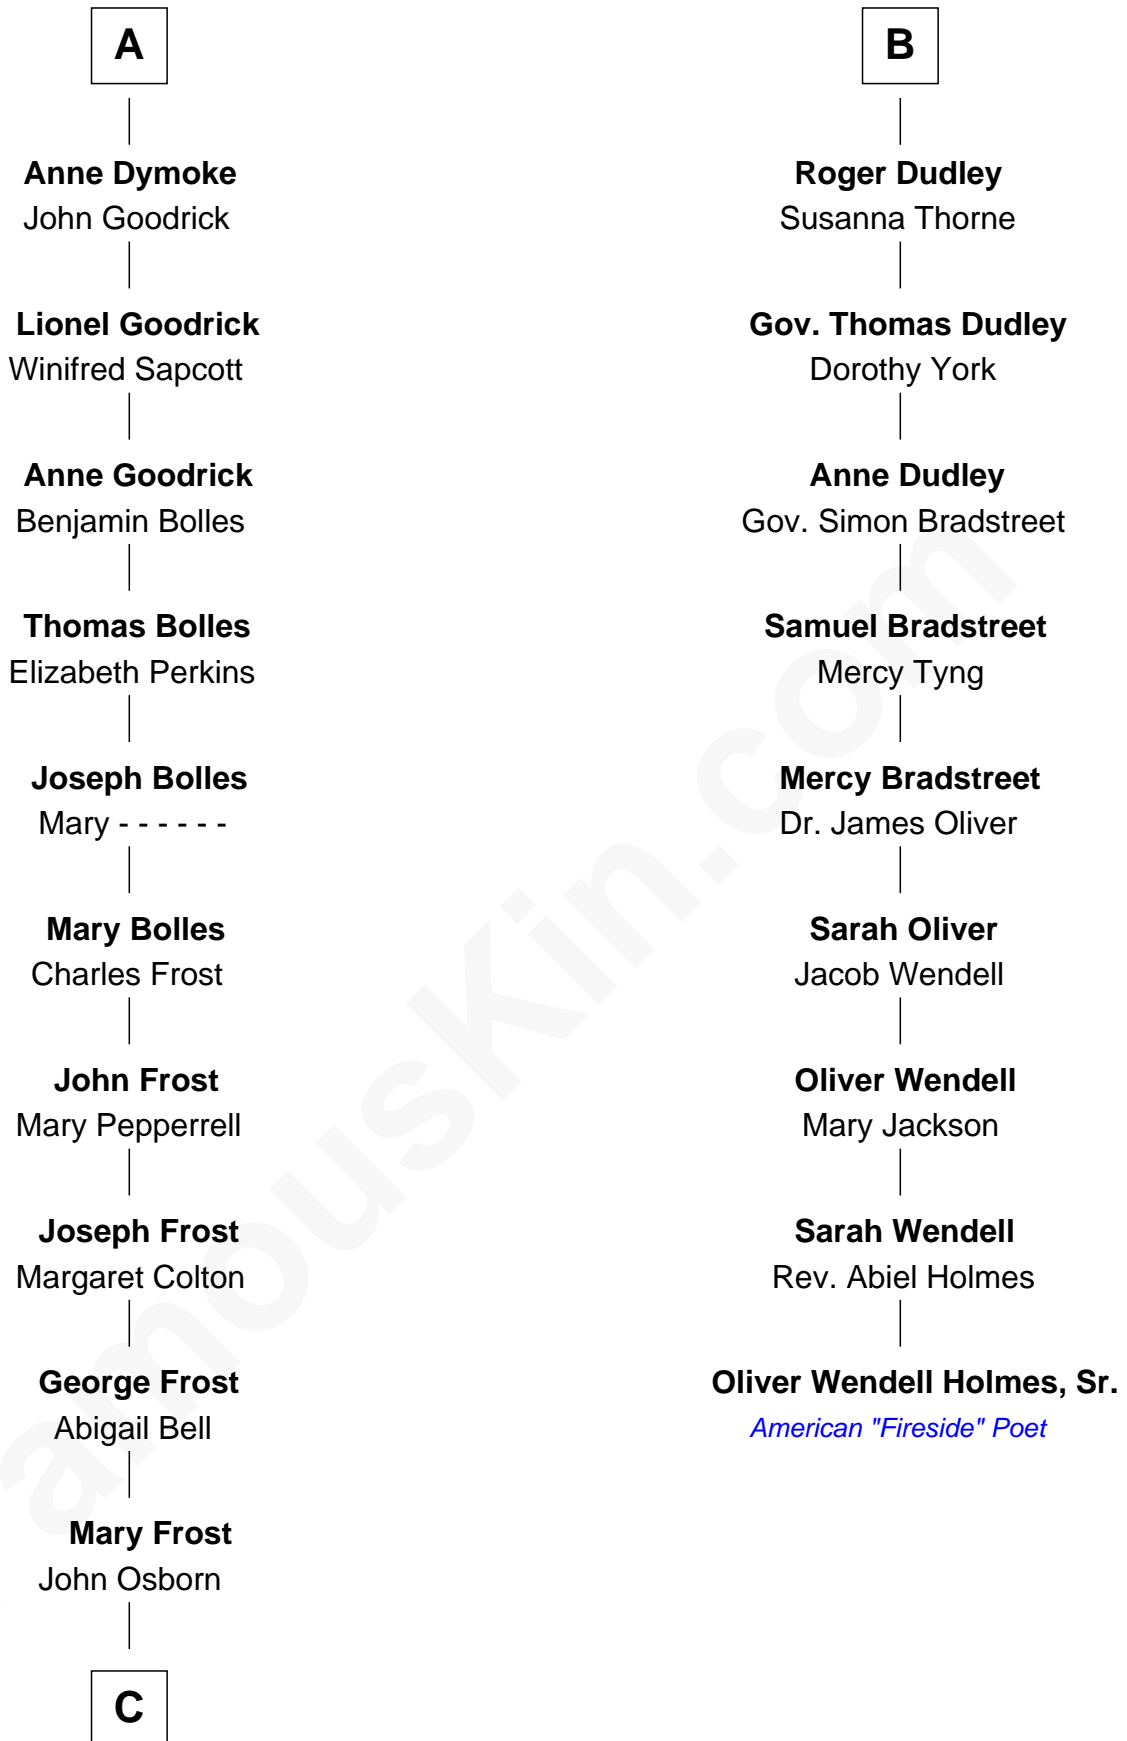 A
Anne Dymoke
John Goodrick
Lionel Goodrick
Winifred Sapcott
Anne Goodrick
Benjamin Bolles
Thomas Bolles
Elizabeth Perkins
Joseph Bolles
Mary - - - - - -
Mary Bolles
Charles Frost
John Frost
Mary Pepperrell
Joseph Frost
Margaret Colton
George Frost
Abigail Bell
Mary Frost
John Osborn
C
B
Roger Dudley
Susanna Thorne
Gov. Thomas Dudley
Dorothy York
Anne Dudley
Gov. Simon Bradstreet
Samuel Bradstreet
Mercy Tyng
Mercy Bradstreet
Dr. James Oliver
Sarah Oliver
Jacob Wendell
Oliver Wendell
Mary Jackson
Sarah Wendell
Rev. Abiel Holmes
Oliver Wendell Holmes, Sr.
American "Fireside" Poet
amousKin.com